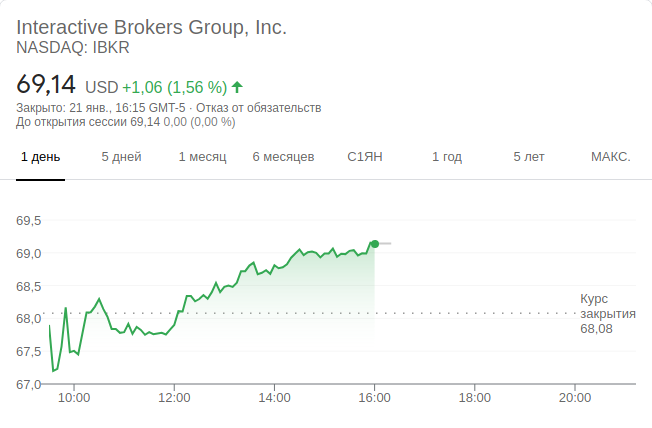 Interactive Brokers Group, Inc.
NASDAQ: IBKR
69,14 USD +1,06 (1,56 %)
Закрыто: 21 янв., 16:15 GMT-5 · Отказ от обязательств
До открытия сессии 69,14 0,00 (0,00 %)
1 день 5 дней 1 месяц 6 месяцев С1ЯН 1 год 5 лет МАКС.
69,5
69,0
68,5
68,0
67,5
67,0
Курс
закрытия
68,08
10:00 12:00 14:00 16:00 18:00 20:00